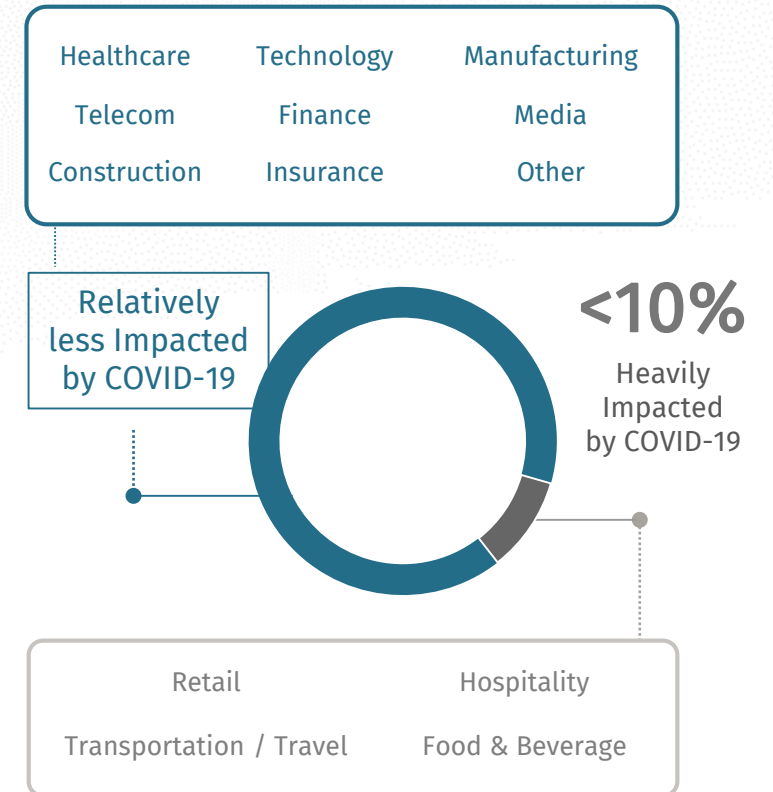 Healthcare Technology Manufacturing
Telecom Finance Media
Construction Insurance Other
Relatively
less Impacted
by COVID-19
<10%
Heavily
Impacted
by COVID-19
Retail Hospitality
Transportation / Travel Food & Beverage